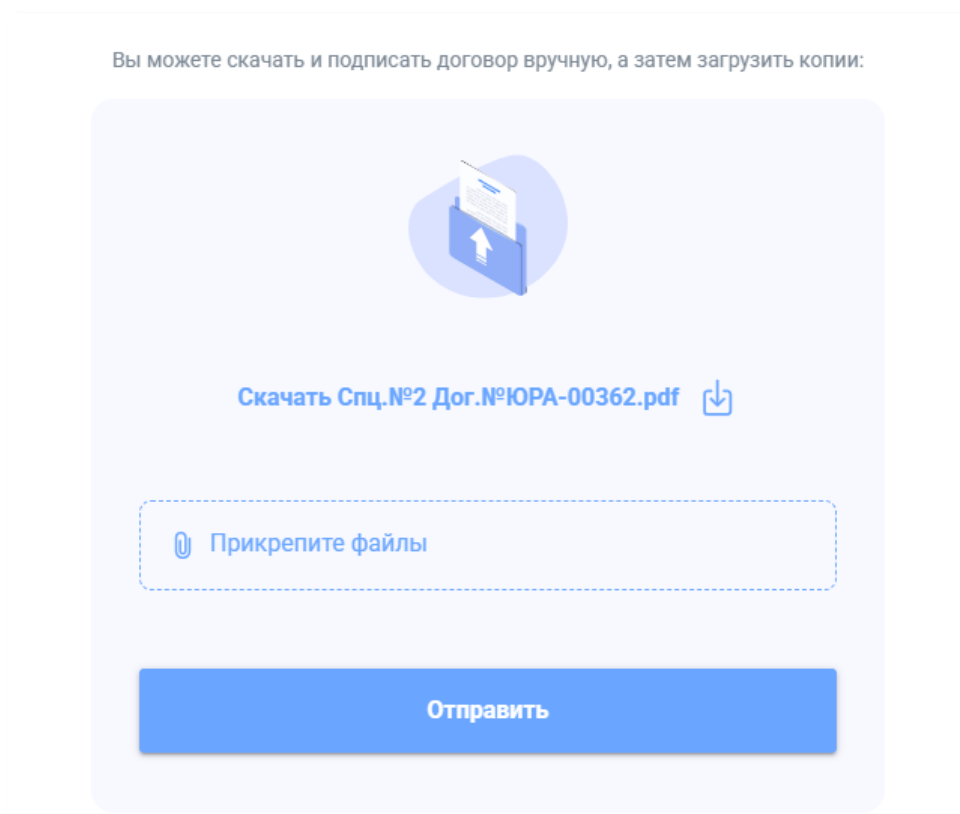 Вы можете скачать и подписать договор вручную, а затем загрузить копии:
Скачать Спц.№2 Дог.№ЮРА-00362.pdf
Прикрепите файлы
Отправить